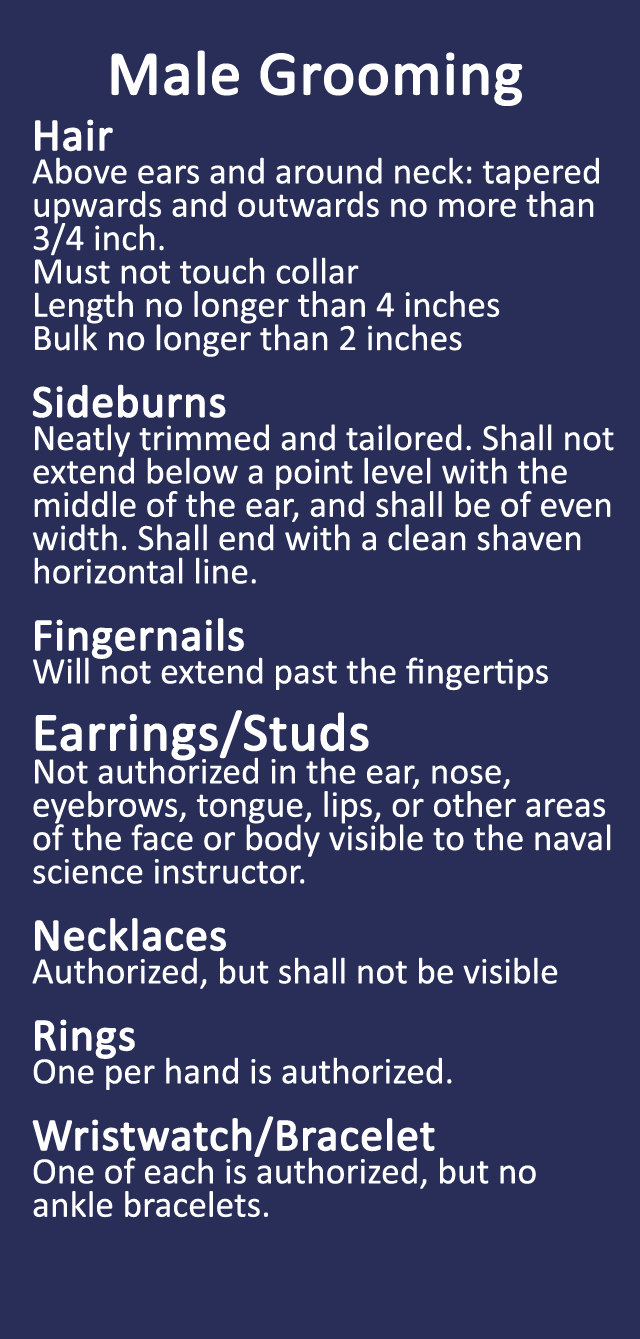 Male Grooming
Hair
Above ears and around neck: tapered
upwards and outwards no more than
3/4 inch.
Must not touch collar
Length no longer than 4 inches
Bulk no longer than 2 inches
Sideburns
Neatly trimmed and tailored. Shall not
extend below a point level with the
middle of the ear, and shall be of even
width. Shall end with a clean shaven
horizontal line.
Fingernails
Will not extend past the fingertips
Earrings/Studs
Not authorized in the ear, nose,
eyebrows, tongue, lips, or other areas
of the face or body visible to the naval
science instructor.
Necklaces
Authorized, but shall not be visible
Rings
One per hand is authorized.
Wristwatch/Bracelet
One of each is authorized, but no
ankle bracelets.